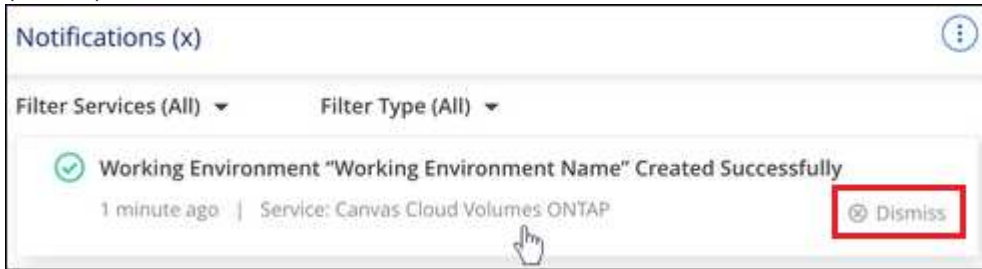 Notifications (x)
Filter Services (All) Filter Type (All)
Working Environment “Working Environment Name” Created Successfully
1 minute ago | Service: Canvas Cloud Volumes ONTAP
Dismiss